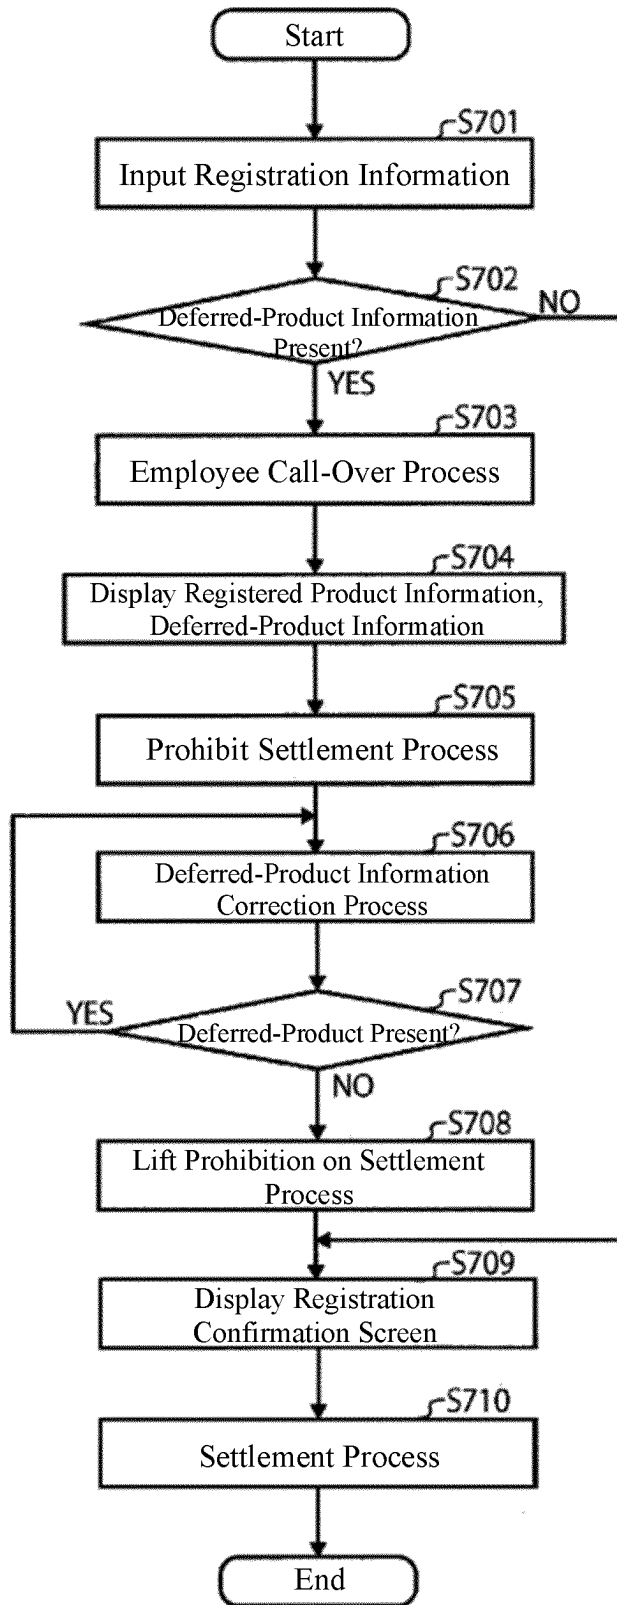 Start
S701
Input Registration Information
S702
Deferred-Product Information
Present?
NO
YES
S703
Employee Call-Over Process
S704
Display Registered Product Information,
Deferred-Product Information
S705
Prohibit Settlement Process
S706
Deferred-Product Information
Correction Process
S707
YES
Deferred-Product Present?
NO
S708
Lift Prohibition on Settlement
Process
S709
Display Registration
Confirmation Screen
S710
Settlement Process
End